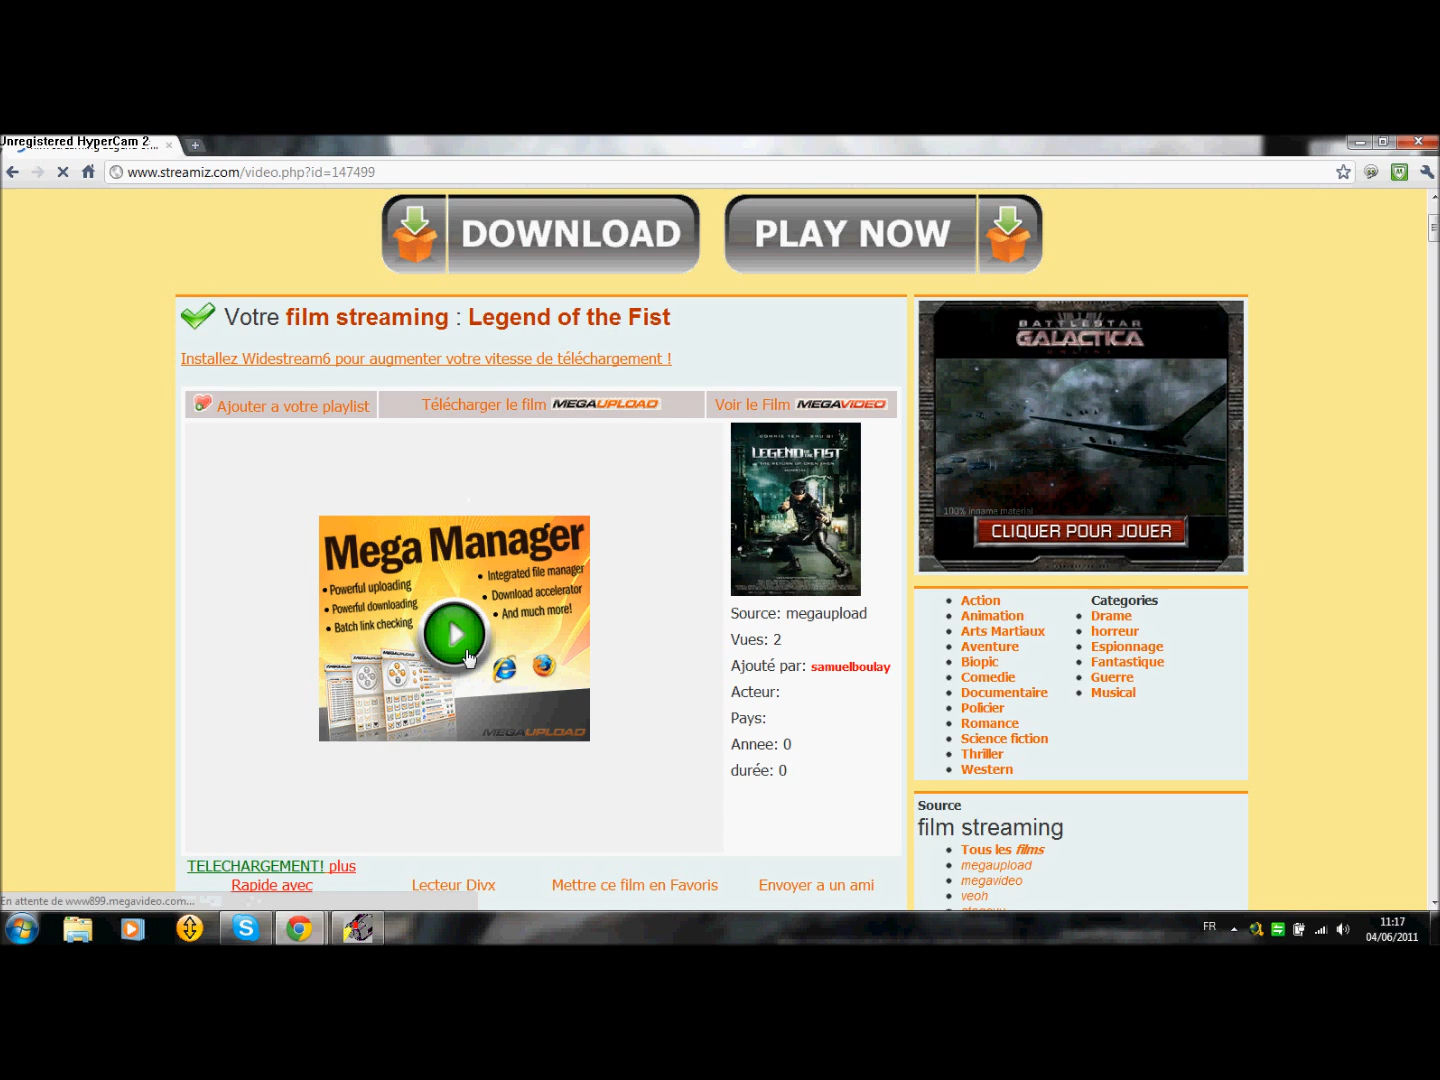 Unregistered HyperCam 2
www.streamiz.com/video.php?id=147499
DOWNLOAD
PLAY NOW
Votre film streaming : Legend of the Fist
Installez Widestream6 pour augmenter votre vitesse de téléchargement !
Ajouter a votre playlist
Télécharger le film MEGAUPLOAD
Voir le Film MEGAVIDEO
Mega Manager
• Powerful uploading
• Powerful downloading
• Batch link checking
• Integrated file manager
• Download accelerator
• And much more!
MEGAUPLOAD
LEGEND OF THE FIST
Source: megaupload
Vues: 2
Ajouté par: samuelboulay
Acteur:
Pays:
Annee: 0
durée: 0
TELECHARGEMENT! plus
Rapide avec
Lecteur Divx
Mettre ce film en Favoris
Envoyer a un ami
BATTLESTAR
GALACTICA
ONLINE
100% ingame material
CLIQUER POUR JOUER
• Action
• Animation
• Arts Martiaux
• Aventure
• Biopic
• Comedie
• Documentaire
• Policier
• Romance
• Science fiction
• Thriller
• Western
Categories
• Drame
• horreur
• Espionnage
• Fantastique
• Guerre
• Musical
Source
film streaming
• Tous les films
• megaupload
• megavideo
• veoh
En attente de www899.megavideo.com...
FR
11:17
04/06/2011